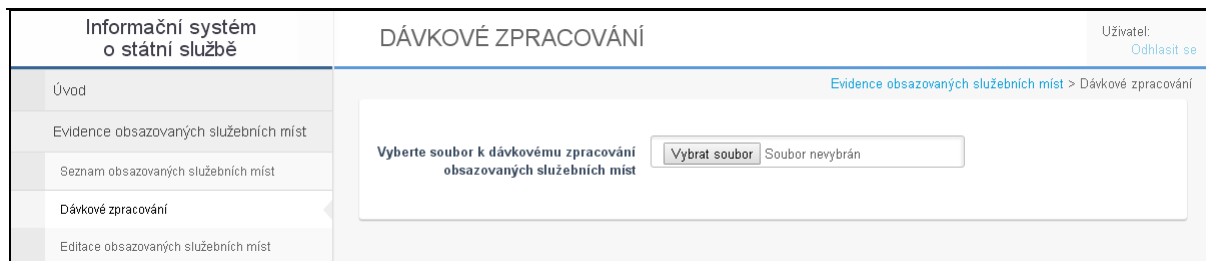 Informační systém
o státní službě
DÁVKOVÉ ZPRACOVÁNÍ
Uživatel:
Odhlasit se
Úvod
Evidence obsazovaných služebních míst
Seznam obsazovaných služebních míst
Dávkové zpracování
Editace obsazovaných služebních míst
Evidence obsazovaných služebních míst > Dávkové zpracování
Vyberte soubor k dávkovému zpracování
obsazovaných služebních míst
Vybrat soubor Soubor nevybrán